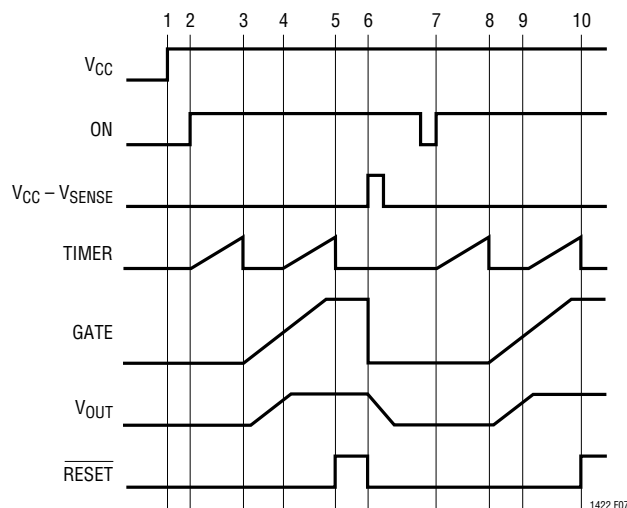 1 2 3 4 5 6 7 8 9 10
VCC
ON
VCC – VSENSE
TIMER
GATE
VOUT
RESET
1422 F07